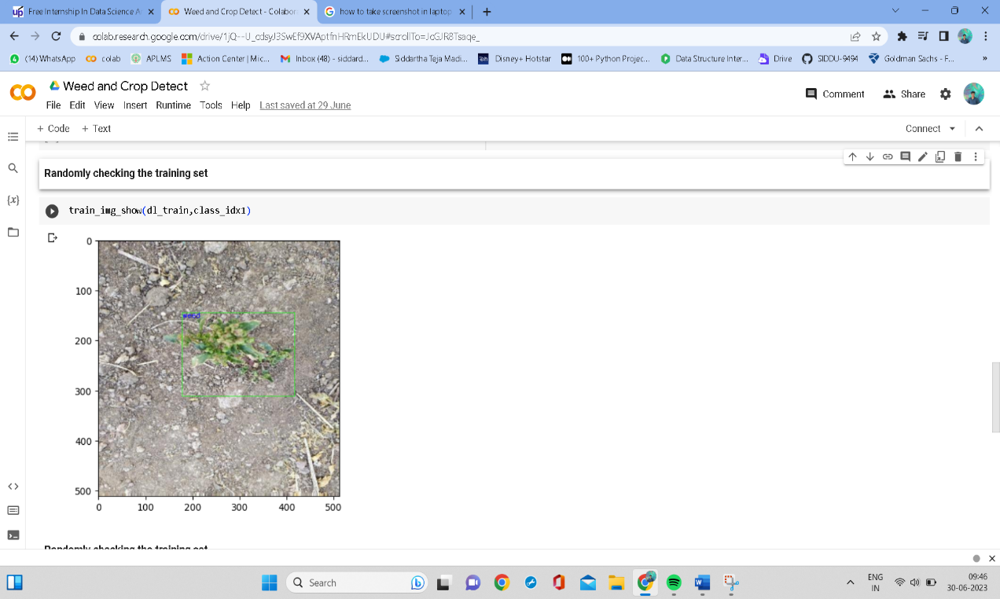 Free Internship In Data Science A
Weed and Crop Detect - Colabor
how to take screenshot in laptop
colab.research.google.com/drive/1jQ--U_cdsyJ3SwEf9XVAptfnHRmEkUDU#scrollTo=JcGJR8Tsaqe_
(14) WhatsApp
colab
APLMS
Action Center | Mic...
Inbox (48) - siddard...
Siddartha Teja Madi...
Disney+ Hotstar
100+ Python Projec...
Data Structure Inter...
Drive
SIDDU-9494
Goldman Sachs - F...
»
Weed and Crop Detect
File Edit View Insert Runtime Tools Help Last saved at 29 June
Comment
Share
+ Code + Text
Connect
Randomly checking the training set
train_img_show(dl_train,class_idx1)
weed
0
100
200
300
400
500
0 100 200 300 400 500
Randomly checking the training set
Search
ENG
IN
09:46
30-06-2023